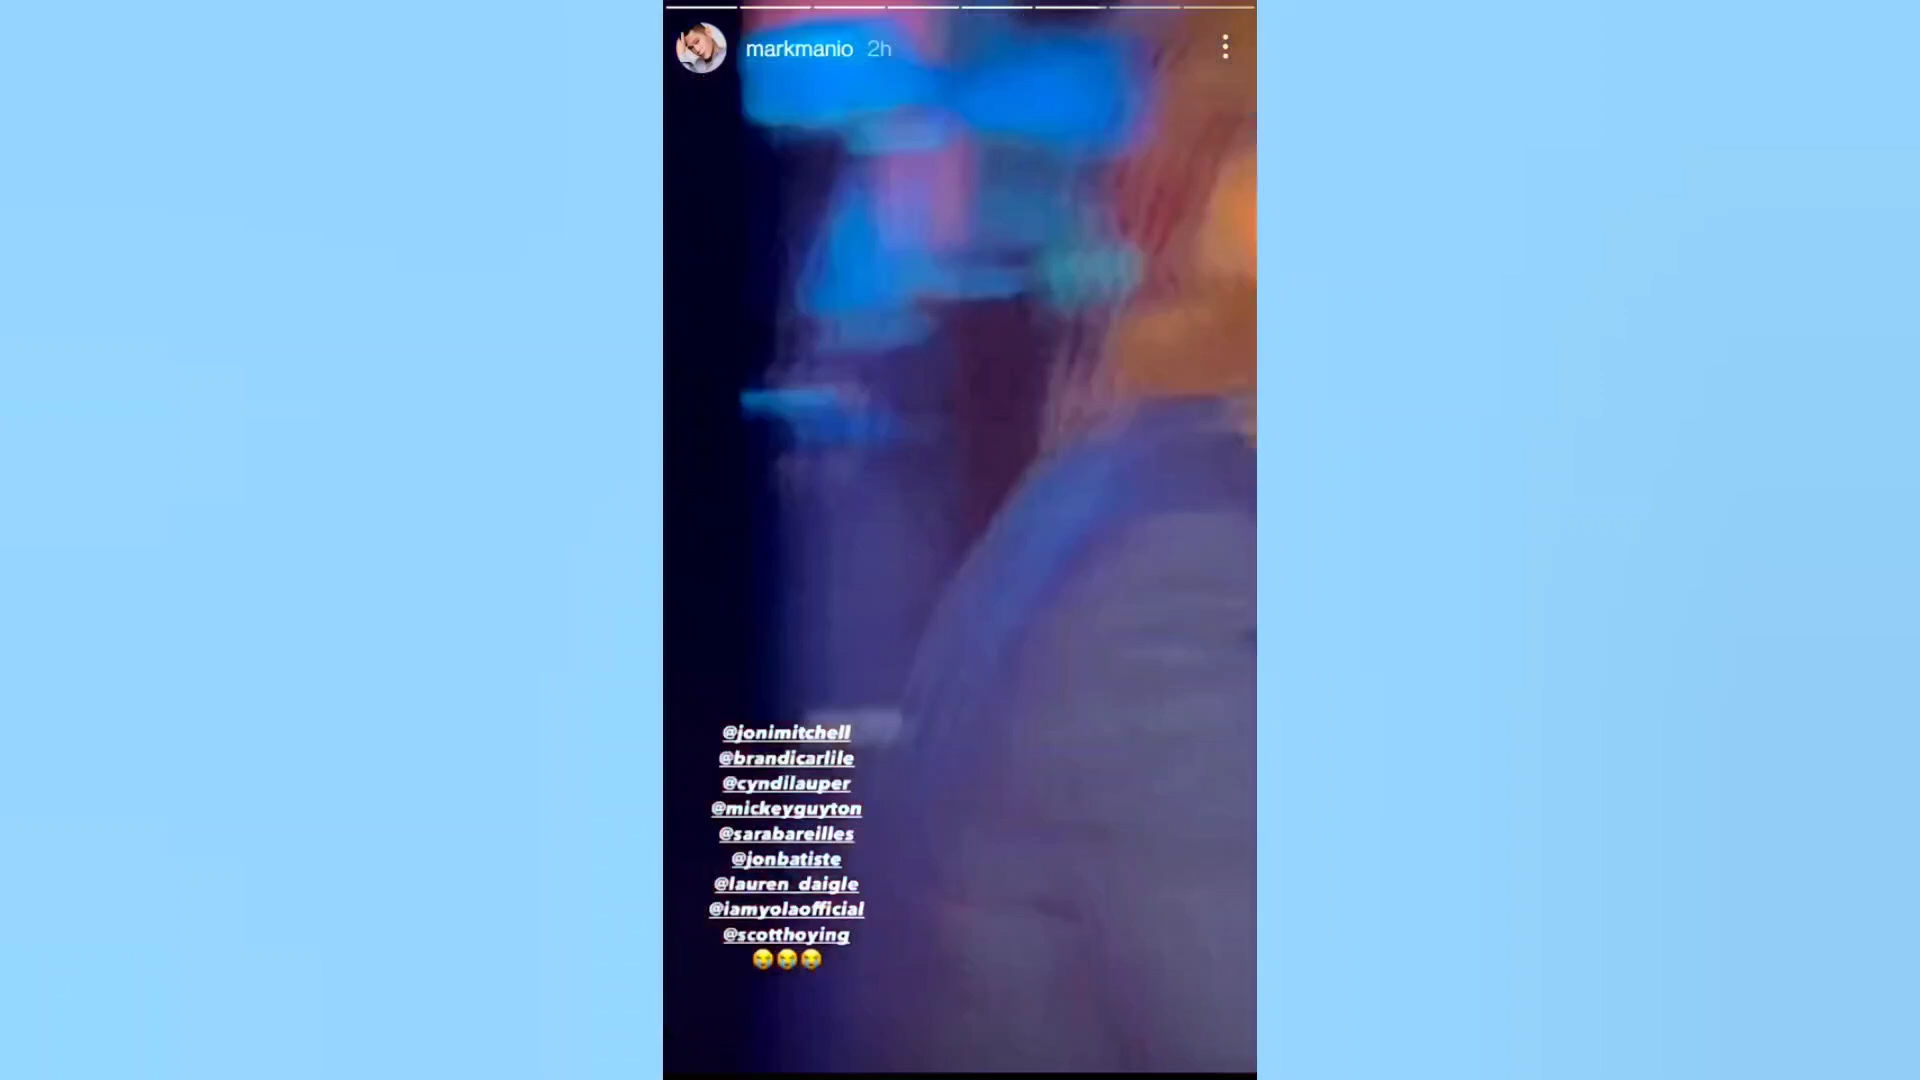 markmanio 2h
@jonimitchell
@brandicarlile
@cyndilauper
@mickeyguyton
@sarabareilles
@jonbatiste
@lauren_daigle
@iamyolaofficial
@scotthoying
😭😭😭